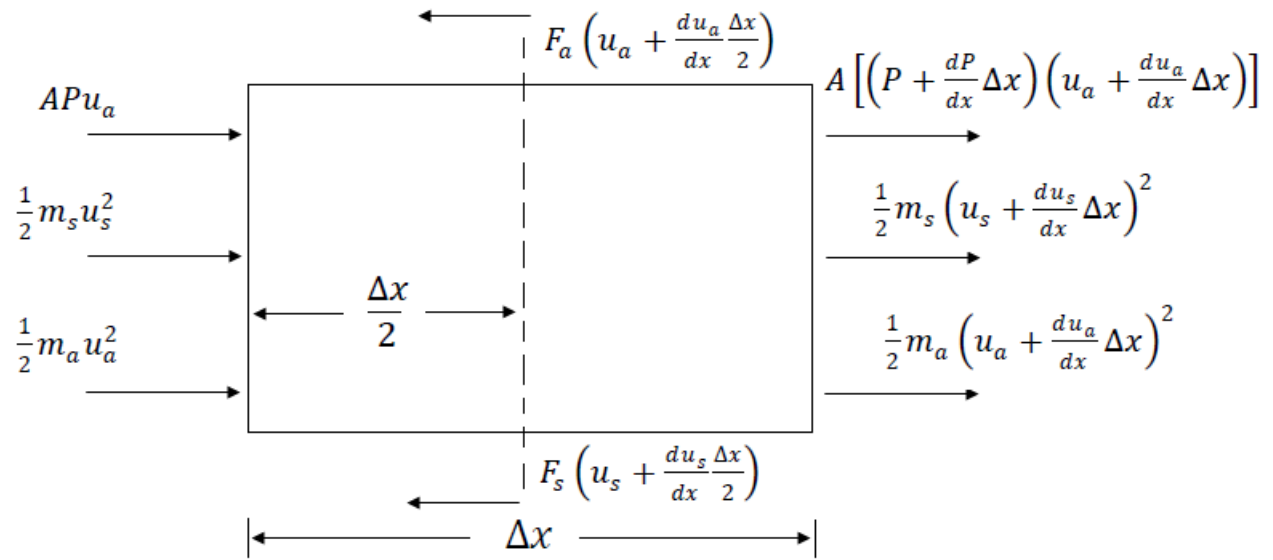 F_a (u_a + du_a/dx Δx/2)
APu_a
A[(P + dP/dx Δx)(u_a + du_a/dx Δx)]
1/2 m_s u_s^2
1/2 m_s (u_s + du_s/dx Δx)^2
Δx/2
1/2 m_a u_a^2
1/2 m_a (u_a + du_a/dx Δx)^2
F_s (u_s + du_s/dx Δx/2)
Δx